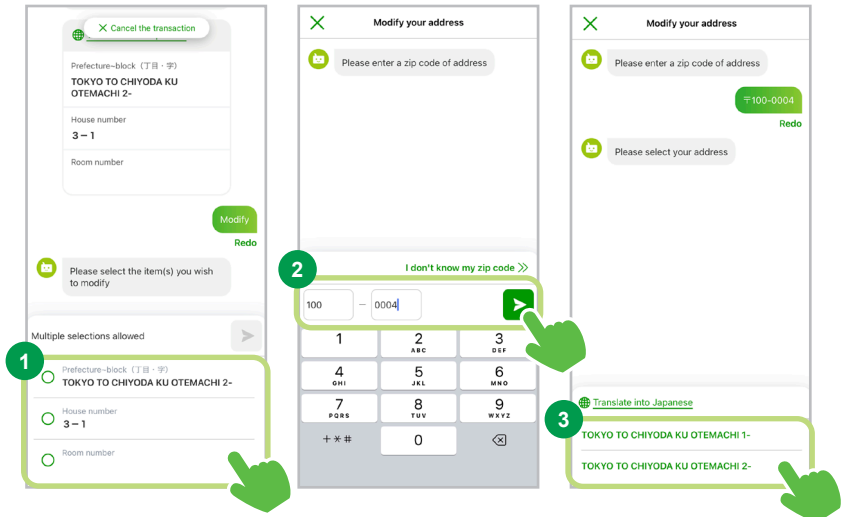 × Cancel the transaction
Prefecture~block（丁目・字）
TOKYO TO CHIYODA KU
OTEMACHI 2-
House number
3－1
Room number
Modify
Redo
Please select the item(s) you wish
to modify
Multiple selections allowed
1
Prefecture~block（丁目・字）
TOKYO TO CHIYODA KU OTEMACHI 2-
House number
3－1
Room number
Modify your address
Please enter a zip code of address
I don't know my zip code
2
100 － 0004
1
2 ABC
3 DEF
4 GHI
5 JKL
6 MNO
7 PQRS
8 TUV
9 WXYZ
+＊#
0
Modify your address
Please enter a zip code of address
〒100-0004
Redo
Please select your address
Translate into Japanese
3
TOKYO TO CHIYODA KU OTEMACHI 1-
TOKYO TO CHIYODA KU OTEMACHI 2-